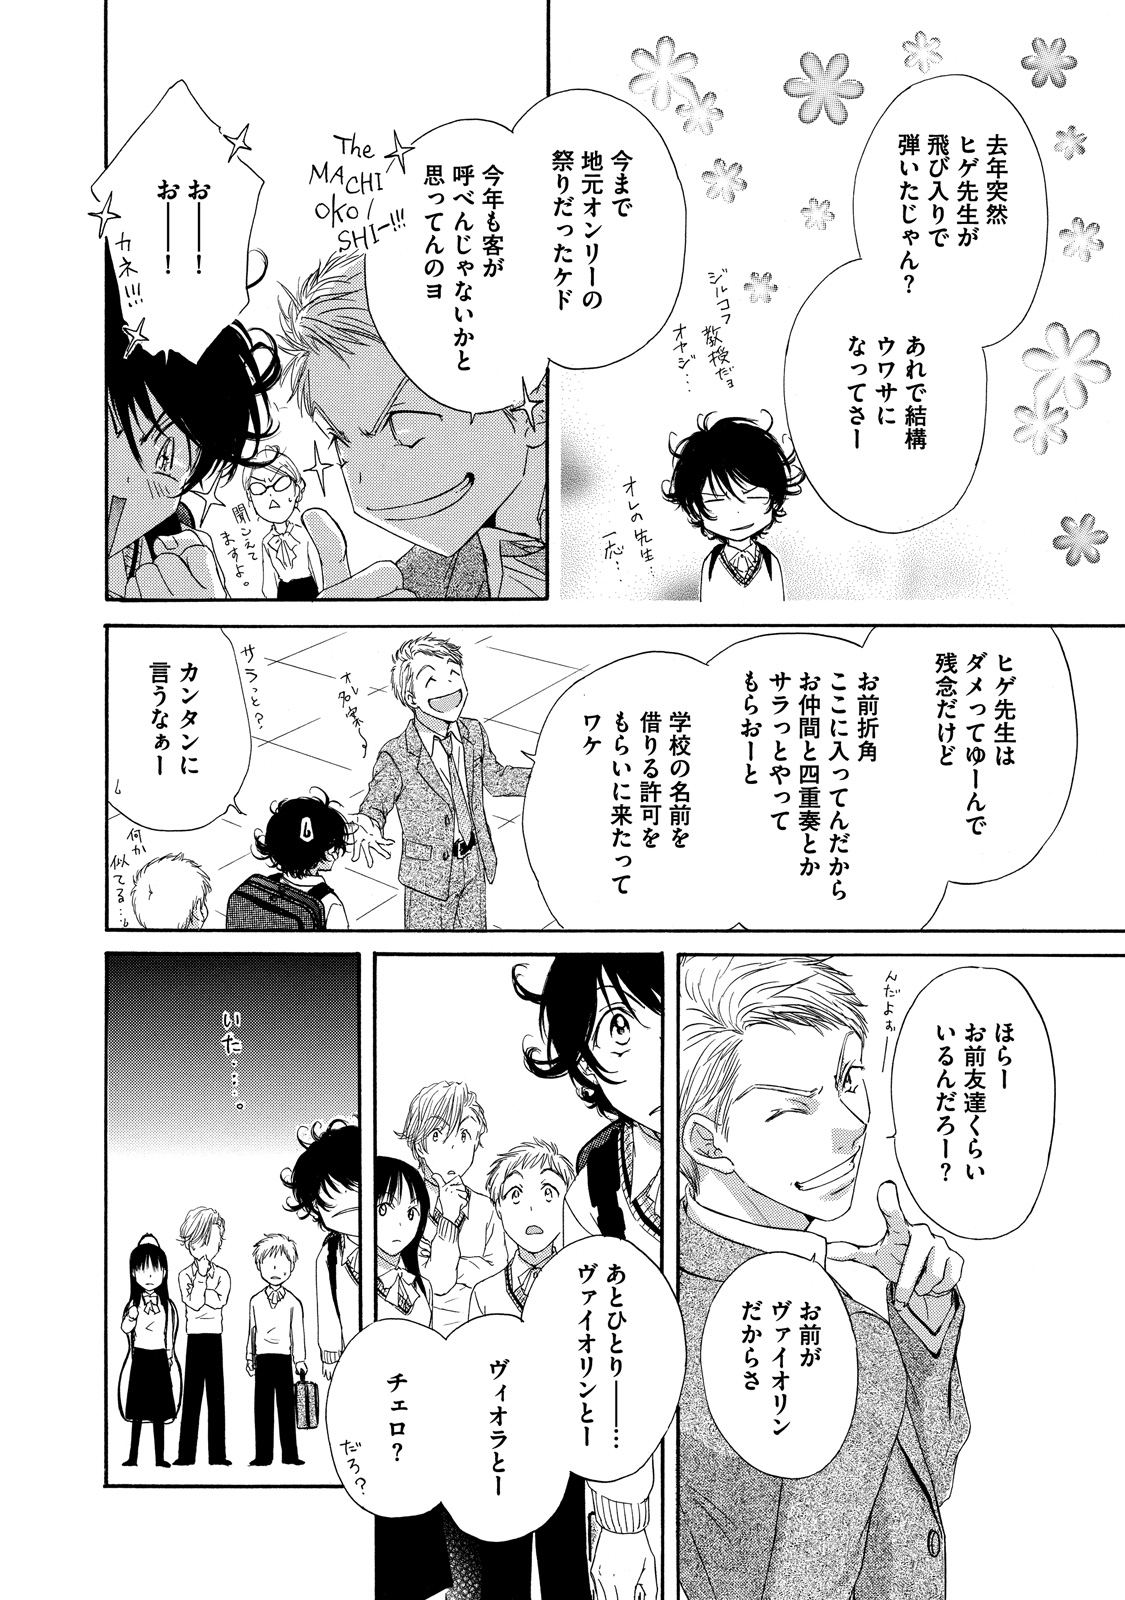 去年突然
ヒゲ先生が
飛び入りで
弾いたじゃん？
あれで結構
ウワサに
なってさー
ジルコフ
教授だョ
オヤジ…
オレの先生…
一応…
今まで
地元オンリーの
祭りだったケド
今年も客が
呼べんじゃないかと
思ってんのヨ
The
MACHI
OKO/
SHI-!!!
おーー！
おーー！
カネ!!!
聞こえて
ますよ。
ヒゲ先生は
ダメってゆーんで
残念だけど
お前折角
ここに入ってんだから
お仲間と四重奏とか
サラっとやって
もらおーと
学校の名前を
借りる許可を
もらいに来たって
ワケ
オレ
名案〜♪
サラっと？
カンタンに
言うなぁー
何か
似てる…
ほらー
お前友達くらい
いるんだろー？
んだよぉー
お前が
ヴァイオリン
だからさ
あとひとり――…
ヴァイオリンとー
ヴィオラとー
チェロ？
だろ？
いた……。